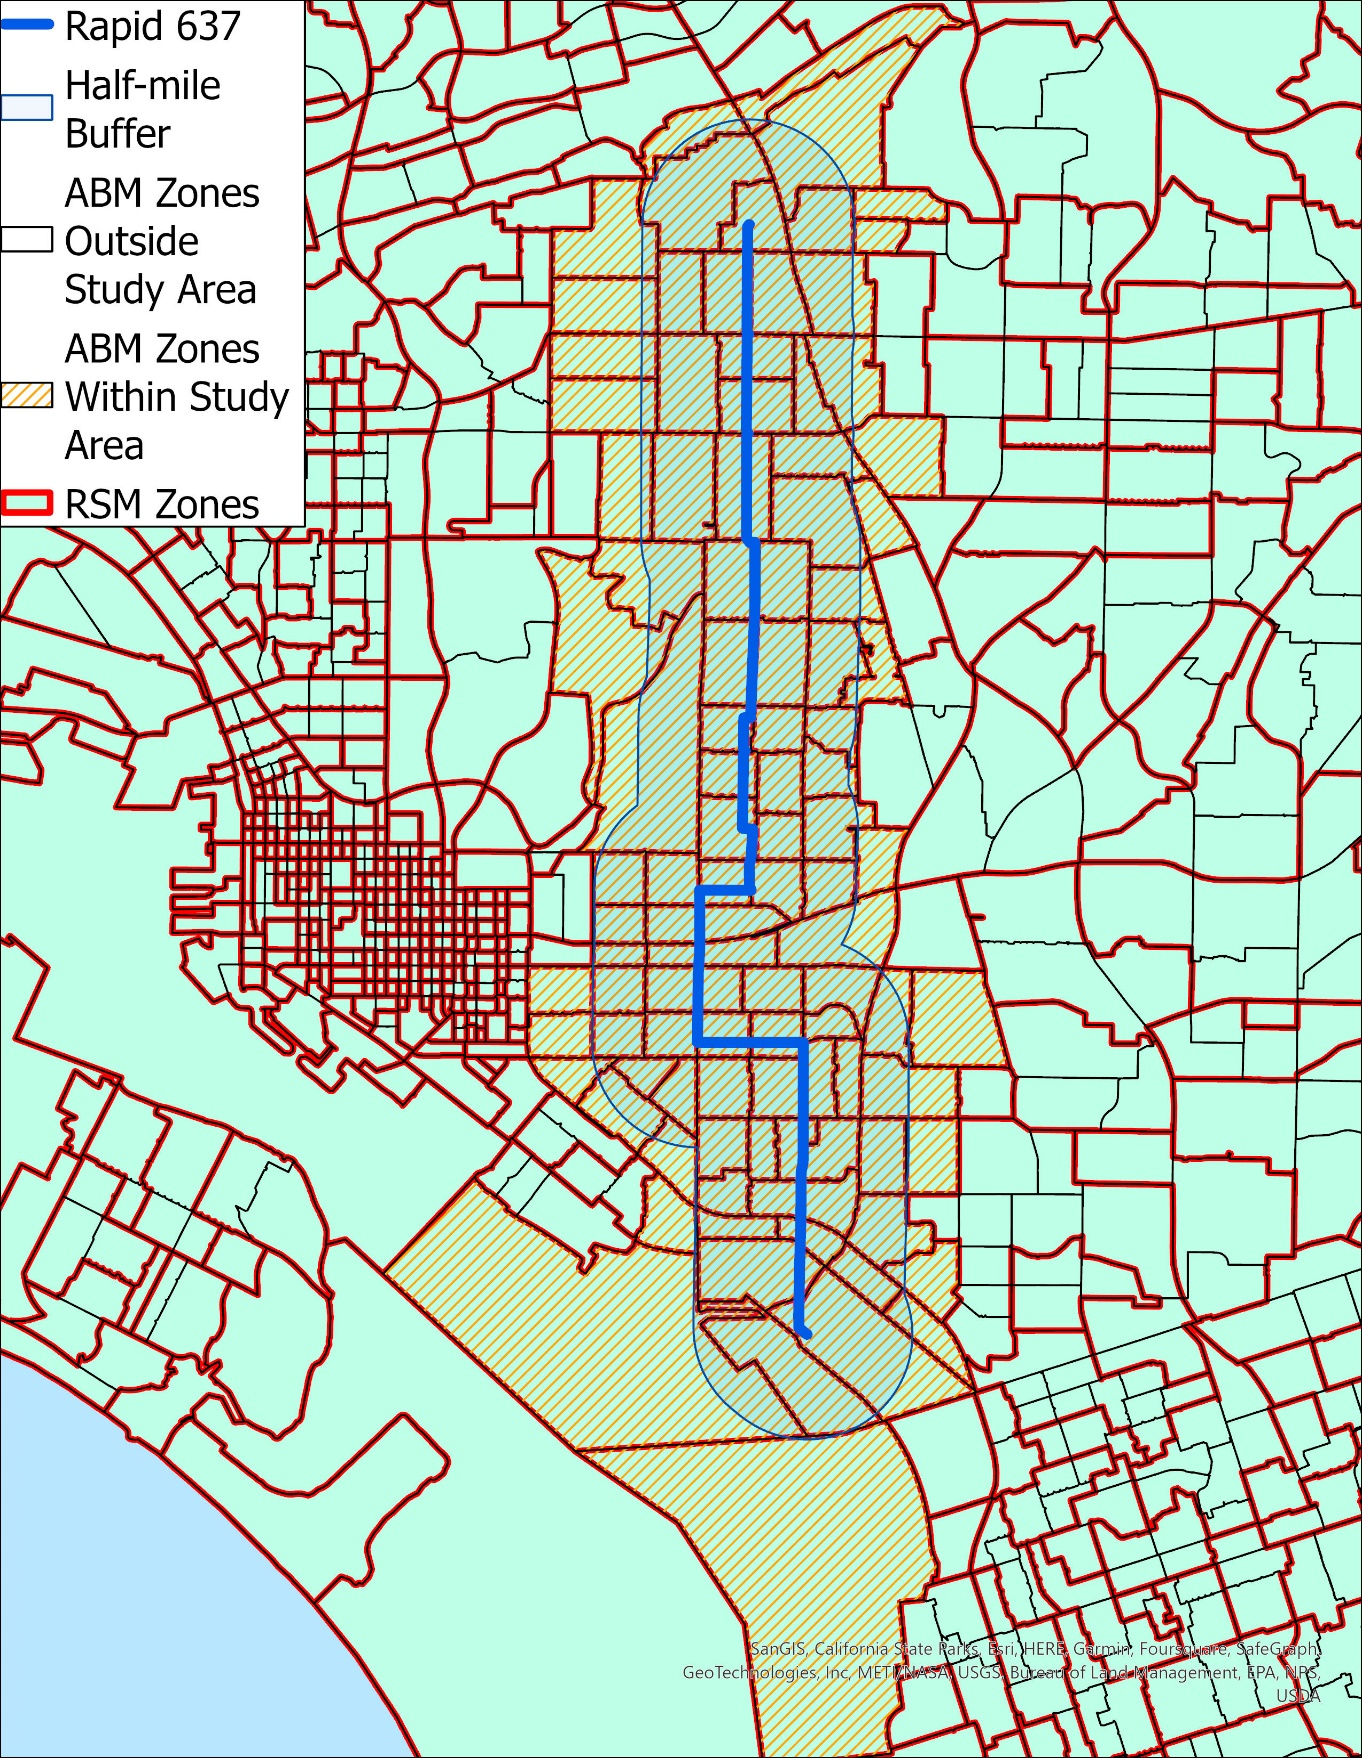 Rapid 637
Half-mile
Buffer
ABM Zones
Outside
Study Area
ABM Zones
Within Study
Area
RSM Zones
SanGIS, California State Parks, Esri, HERE, Garmin, Foursquare, SafeGraph,
GeoTechnologies, Inc, METI/NASA, USGS, Bureau of Land Management, EPA, NPS,
USDA